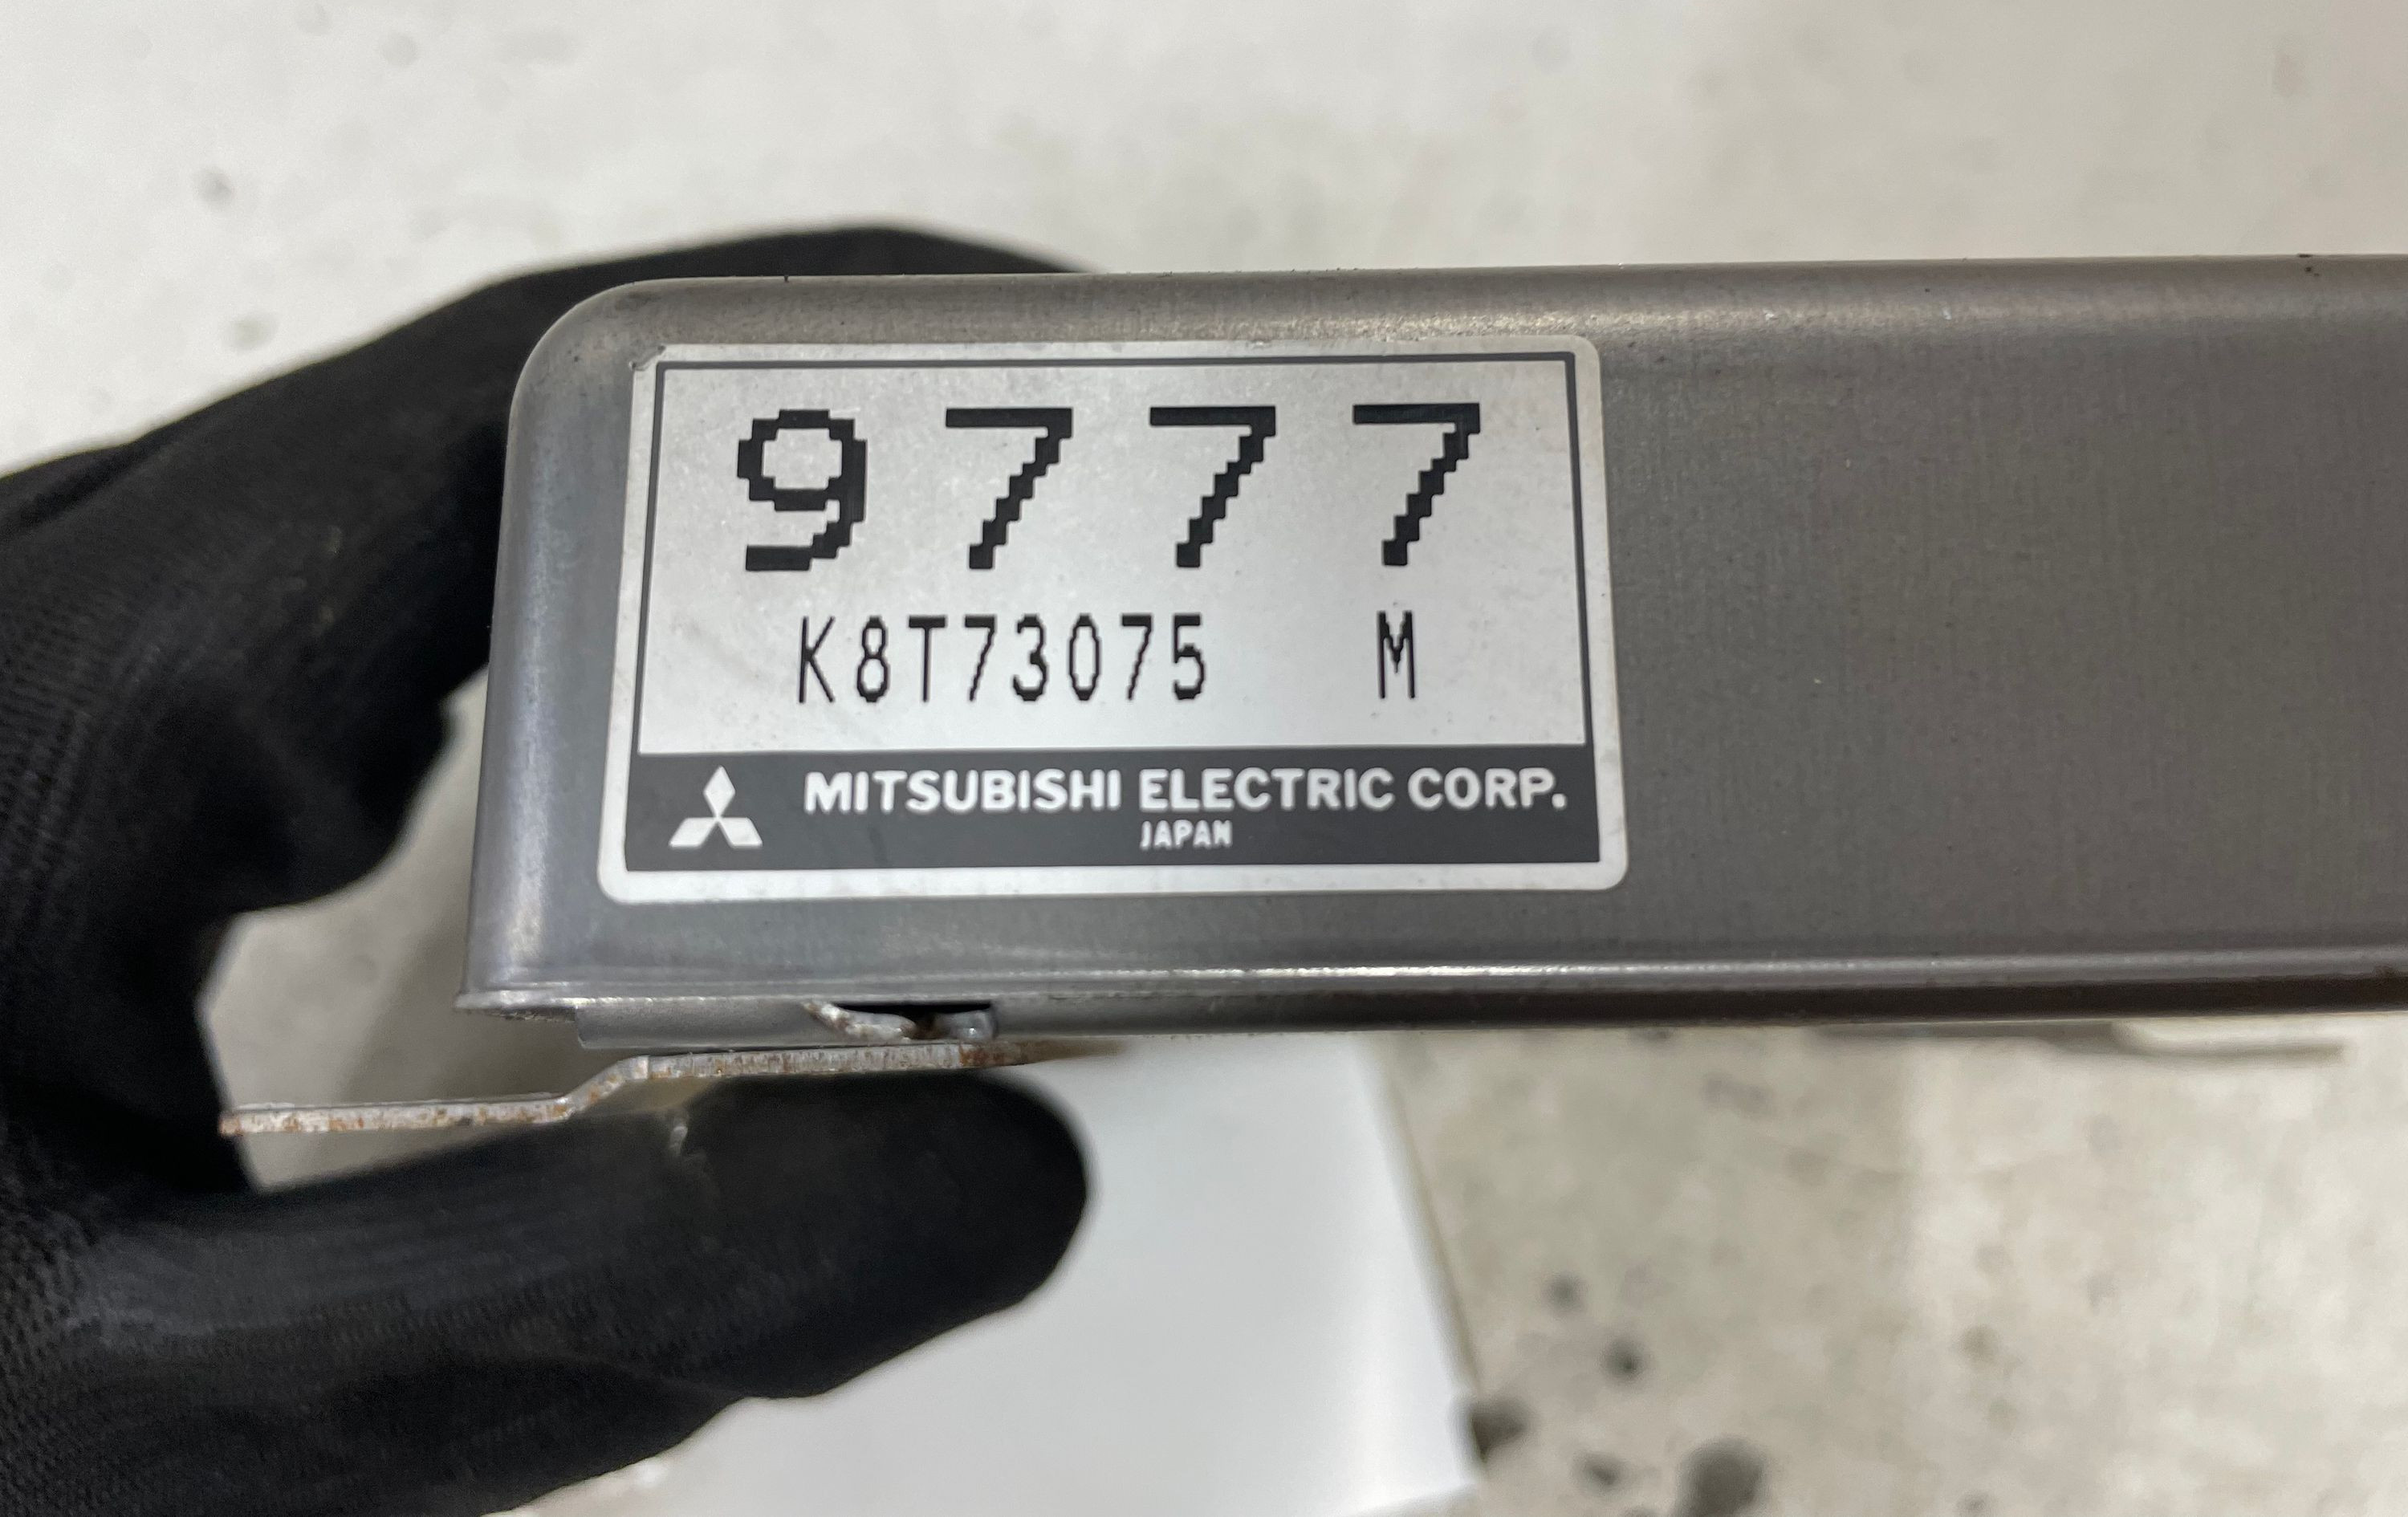 9777
K8T73075 M
MITSUBISHI ELECTRIC CORP.
JAPAN